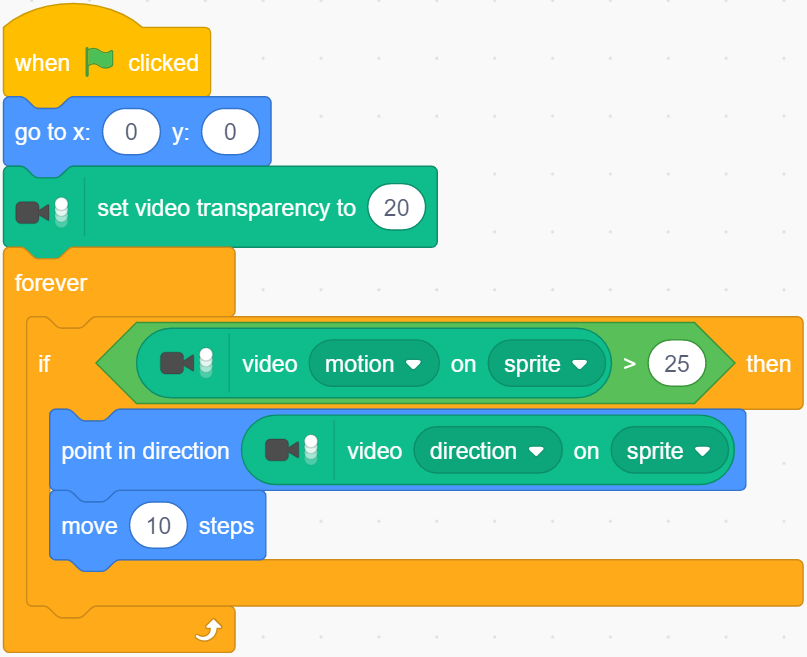 when clicked
go to x: 0 y: 0
set video transparency to 20
forever
if video motion on sprite > 25 then
point in direction video direction on sprite
move 10 steps